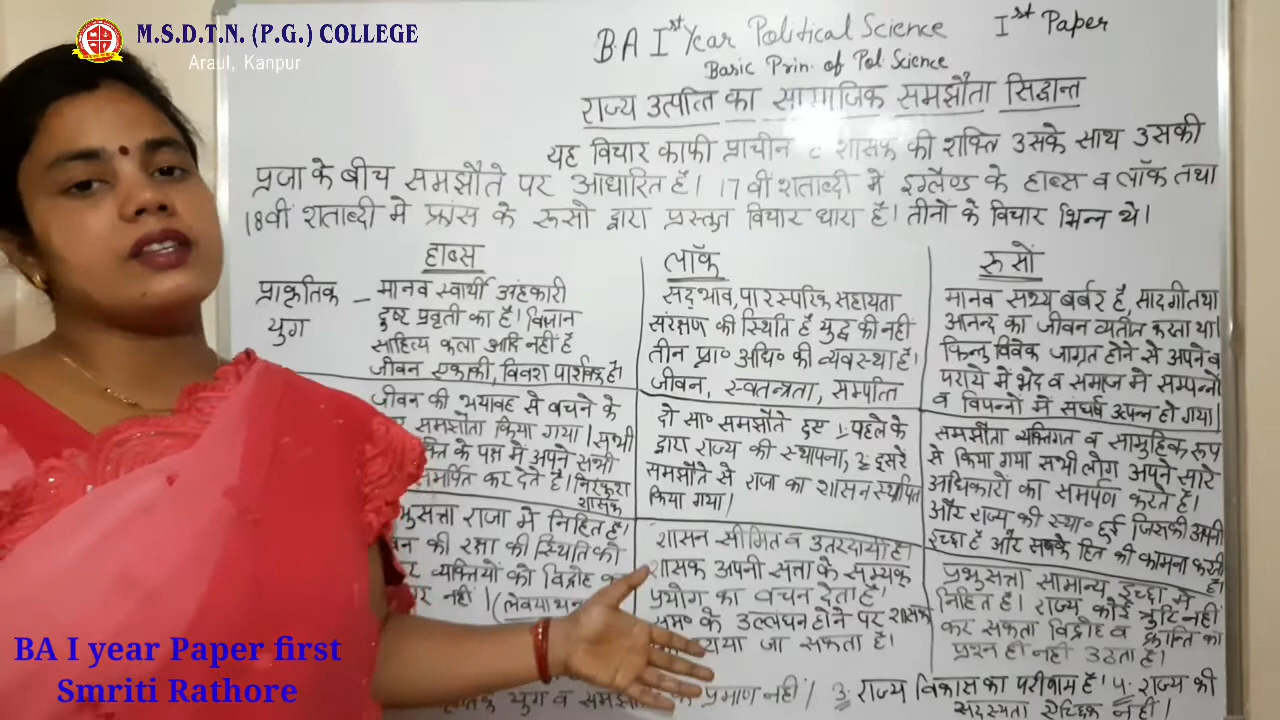 M.S.D.T.N. (P.G.) COLLEGE
Araul, Kanpur
B.A Ist Year Political Science Ist Paper
Basic Prin. of Pol. Science
राज्य उत्पत्ति का सामाजिक समझौता सिद्धान्त
यह विचार काफी प्राचीन व शासक की शक्ति उसके साथ उसकी
प्रजा के बीच समझौते पर आधारित है। 17 वीं शताब्दी में इंग्लैण्ड के हाब्स व लॉक तथा
18वीं शताब्दी में फ्रांस के रूसो द्वारा प्रस्तुत विचार धारा है। तीनों के विचार भिन्न थे।
हाब्स
प्राकृतिक युग – मानव स्वार्थी अहंकारी
दुष्ट प्रवृती का है। विज्ञान
साहित्य कला आदि नहीं है
जीवन एकाकी, विवश पाशविक है।
जीवन की भयावह से बचने के
समझौता किया गया। सभी
के पक्ष में अपने सभी
समर्पित कर देते है। निरंकुश
शासक
राजा में निहित है।
की रक्षा की स्थिति को
व्यक्तियों को विद्रोह
नहीं।
लॉक
सद्भाव, पारस्परिक सहायता
संरक्षण की स्थिति है युद्ध की नहीं
तीन प्रा० अधि० की व्यवस्था है।
जीवन, स्वतन्त्रता, सम्पत्ति
दो सा० समझौते हुए 1: पहले के
द्वारा राज्य की स्थापना, 2: दूसरे
समझौते से राजा का शासन स्थापित
किया गया।
शासन सीमित व उत्तरदायी है।
शासक अपनी सत्ता के सम्यक
प्रयोग का वचन देता है।
सम० के उल्लंघन होने पर शासक
जा सकता है।
रूसों
मानव सभ्य बर्बर है, सादगी तथा
आनन्द का जीवन व्यतीत करता था।
किन्तु विवेक जाग्रत होने से अपने व
पराये में भेद व समाज में सम्पन्नों
व विपन्नों में संघर्ष उत्पन्न हो गया।
समझौता व्यक्तिगत व सामुहिक रूप
से किया गया सभी लोग अपने सारे
अधिकारों का समर्पण करते है।
और राज्य की स्था० हुई जिसकी अपनी
इच्छा है और सबके हित की कामना करती
है।
प्रभुसत्ता सामान्य इच्छा में
निहित है। राज्य कोई त्रुटि नहीं
कर सकता विद्रोह व क्रान्ति का
प्रश्न ही नहीं उठता है।
युग व प्रमाण नहीं। 3: राज्य विकास का परीणाम है। 4. राज्य की
सदस्यता ऐच्छिक नहीं।
BA I year Paper first
Smriti Rathore